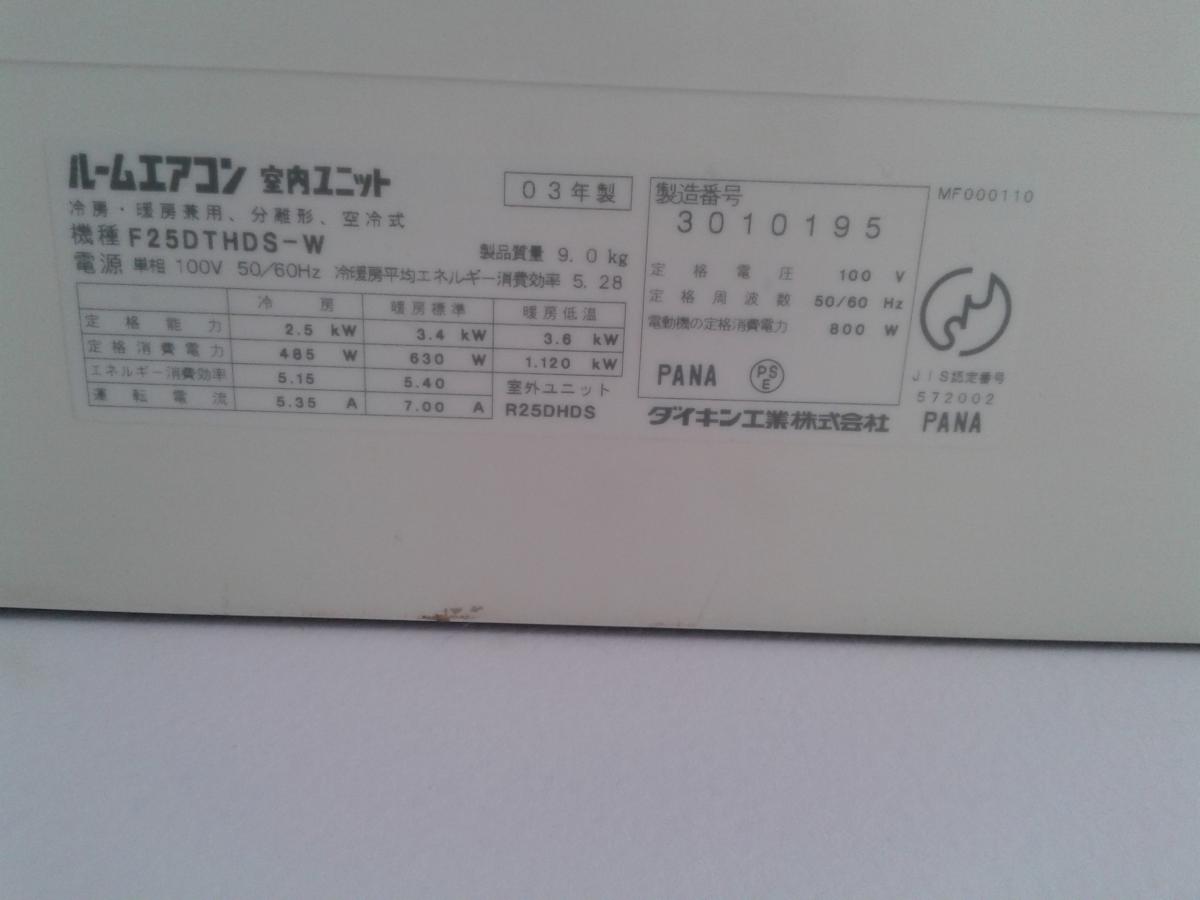 ルームエアコン 室内ユニット
03年製
冷房・暖房兼用、分離形、空冷式
機種 F25DTHDS-W
製品質量 9.0kg
電源 単相 100V 50/60Hz 冷暖房平均エネルギー消費効率 5.28
冷房 暖房標準 暖房低温
定格能力 2.5 kW 3.4 kW 3.6 kW
定格消費電力 485 W 630 W 1.120 kW
エネルギー消費効率 5.15 5.40
運転電流 5.35 A 7.00 A
室外ユニット
R25DHDS
製造番号
3010195
定格電圧 100 V
定格周波数 50/60 Hz
電動機の定格消費電力 800 W
PANA
PS
E
ダイキン工業株式会社
MF000110
JIS認定番号
572002
PANA